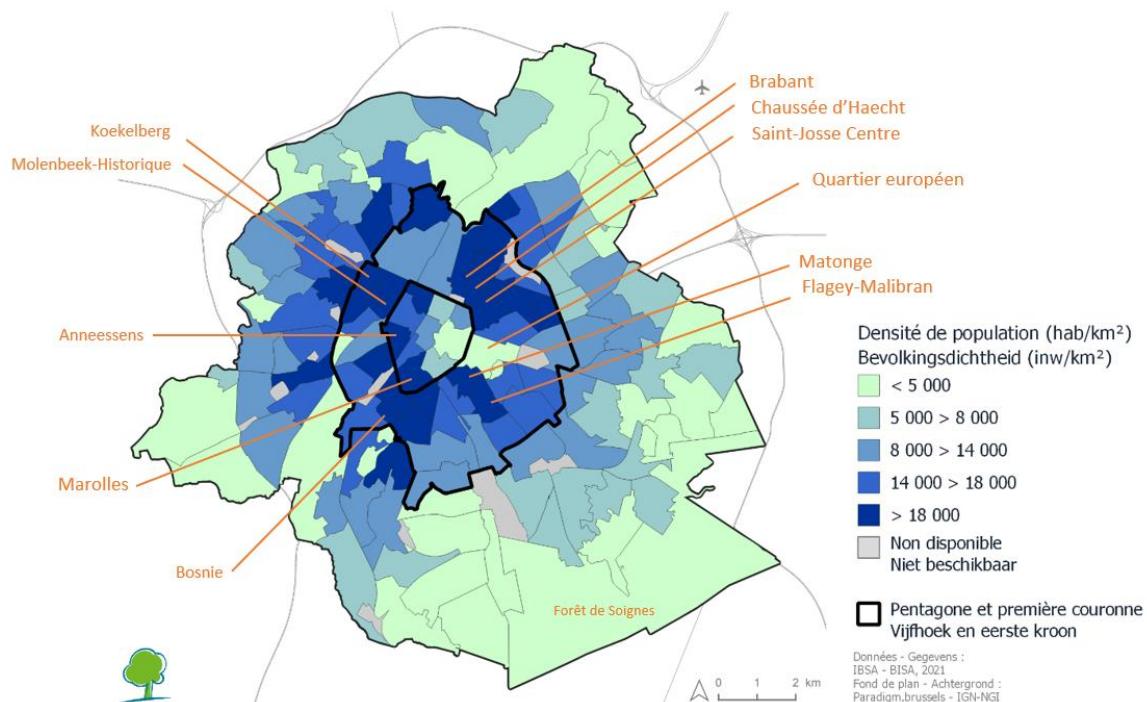 Brabant
Koekelberg
Chaussée d'Haecht
Saint-Josse Centre
Molenbeek-Historique
Quartier européen
Matonge
Flagey-Malibran
Anneessens
Densité de population (hab/km²)
Bevolkingsdichtheid (inw/km²)
< 5 000
5 000 > 8 000
8 000 > 14 000
14 000 > 18 000
> 18 000
Non disponible
Niet beschikbaar
Marolles
Bosnie
Forêt de Soignes
Pentagone et première couronne
Vijfhoek en eerste kroon
Données - Gegevens :
IBSA - BISA, 2021
Fond de plan - Achtergrond :
Paradigm.brussels - IGN-NGI
0 1 2 km